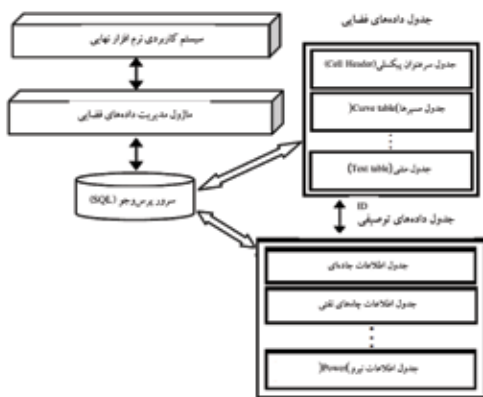 جدول داده‌های فضایی
سیستم کاربردی نرم افزار نهایی
جدول سرعنوان پیکسلی(Cell Header)
ماژول مدیریت داده‌های فضایی
جدول مسیرها)Curve table(
جدول متنی(Text table)
سرور پرس‌وجو (SQL)
ID
جدول داده‌های توصیفی
جدول اطلاعات جاده‌ای
جدول اطلاعات چاه‌های نفتی
جدول اطلاعات نیرو)Power(